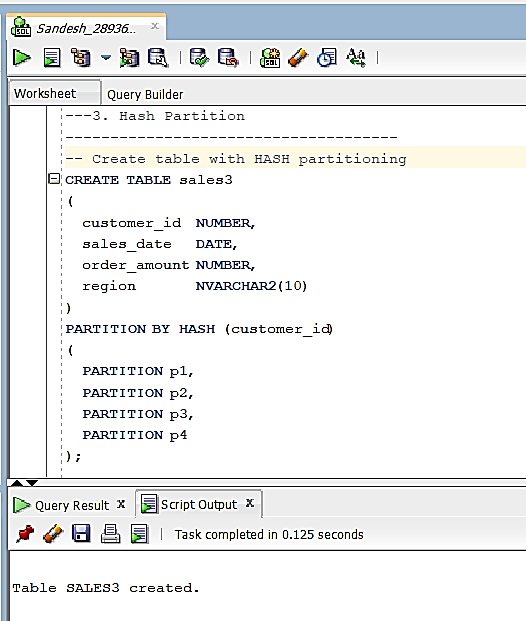 Sandesh_28936...
Worksheet Query Builder
---3. Hash Partition
-------------------------------------
-- Create table with HASH partitioning
CREATE TABLE sales3
(
customer_id NUMBER,
sales_date DATE,
order_amount NUMBER,
region NVARCHAR2(10)
)
PARTITION BY HASH (customer_id)
(
PARTITION p1,
PARTITION p2,
PARTITION p3,
PARTITION p4
);
Query Result x Script Output x
Task completed in 0.125 seconds
Table SALES3 created.